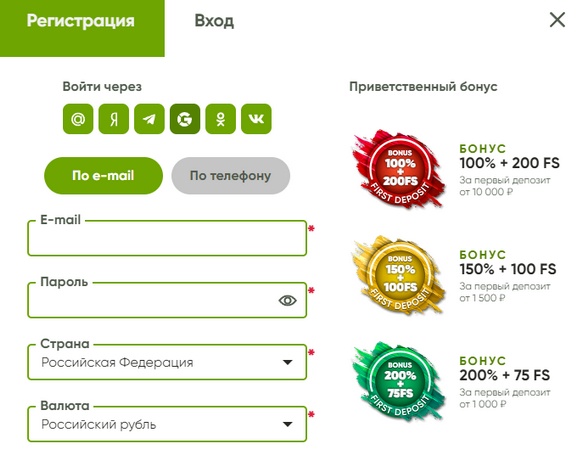 Регистрация
Вход
Войти через
Приветственный бонус
@ Я G
По e-mail
По телефону
E-mail
*
Пароль
*
Страна
Российская Федерация
*
Валюта
Российский рубль
*
BONUS
100%
+
200FS
FIRST DEPOSIT
БОНУС
100% + 200 FS
За первый депозит
от 10 000 ₽
BONUS
150%
+
100FS
FIRST DEPOSIT
БОНУС
150% + 100 FS
За первый депозит
от 1 500 ₽
BONUS
200%
+
75FS
FIRST DEPOSIT
БОНУС
200% + 75 FS
За первый депозит
от 1 000 ₽